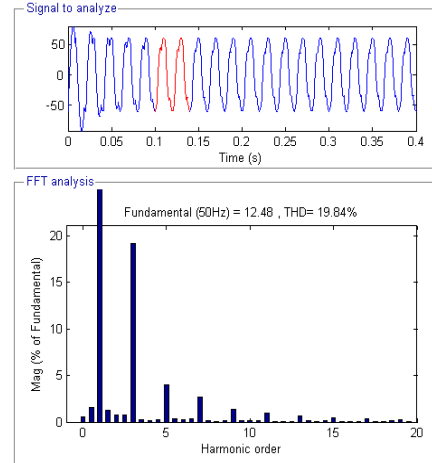 Signal to analyze
50
0
-50
0 0.05 0.1 0.15 0.2 0.25 0.3 0.35 0.4
Time (s)
FFT analysis
Fundamental (50Hz) = 12.48 , THD= 19.84%
20
15
10
5
0
Mag (% of Fundamental)
0 5 10 15 20
Harmonic order